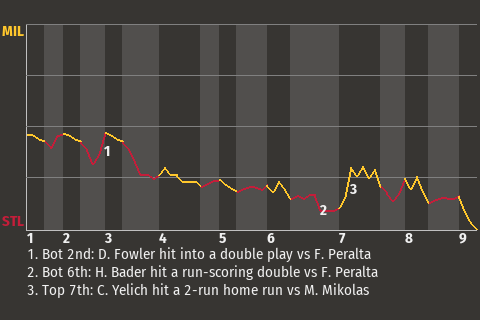 MIL
1
3
2
STL
1 2 3 4 5 6 7 8 9
1. Bot 2nd: D. Fowler hit into a double play vs F. Peralta
2. Bot 6th: H. Bader hit a run-scoring double vs F. Peralta
3. Top 7th: C. Yelich hit a 2-run home run vs M. Mikolas